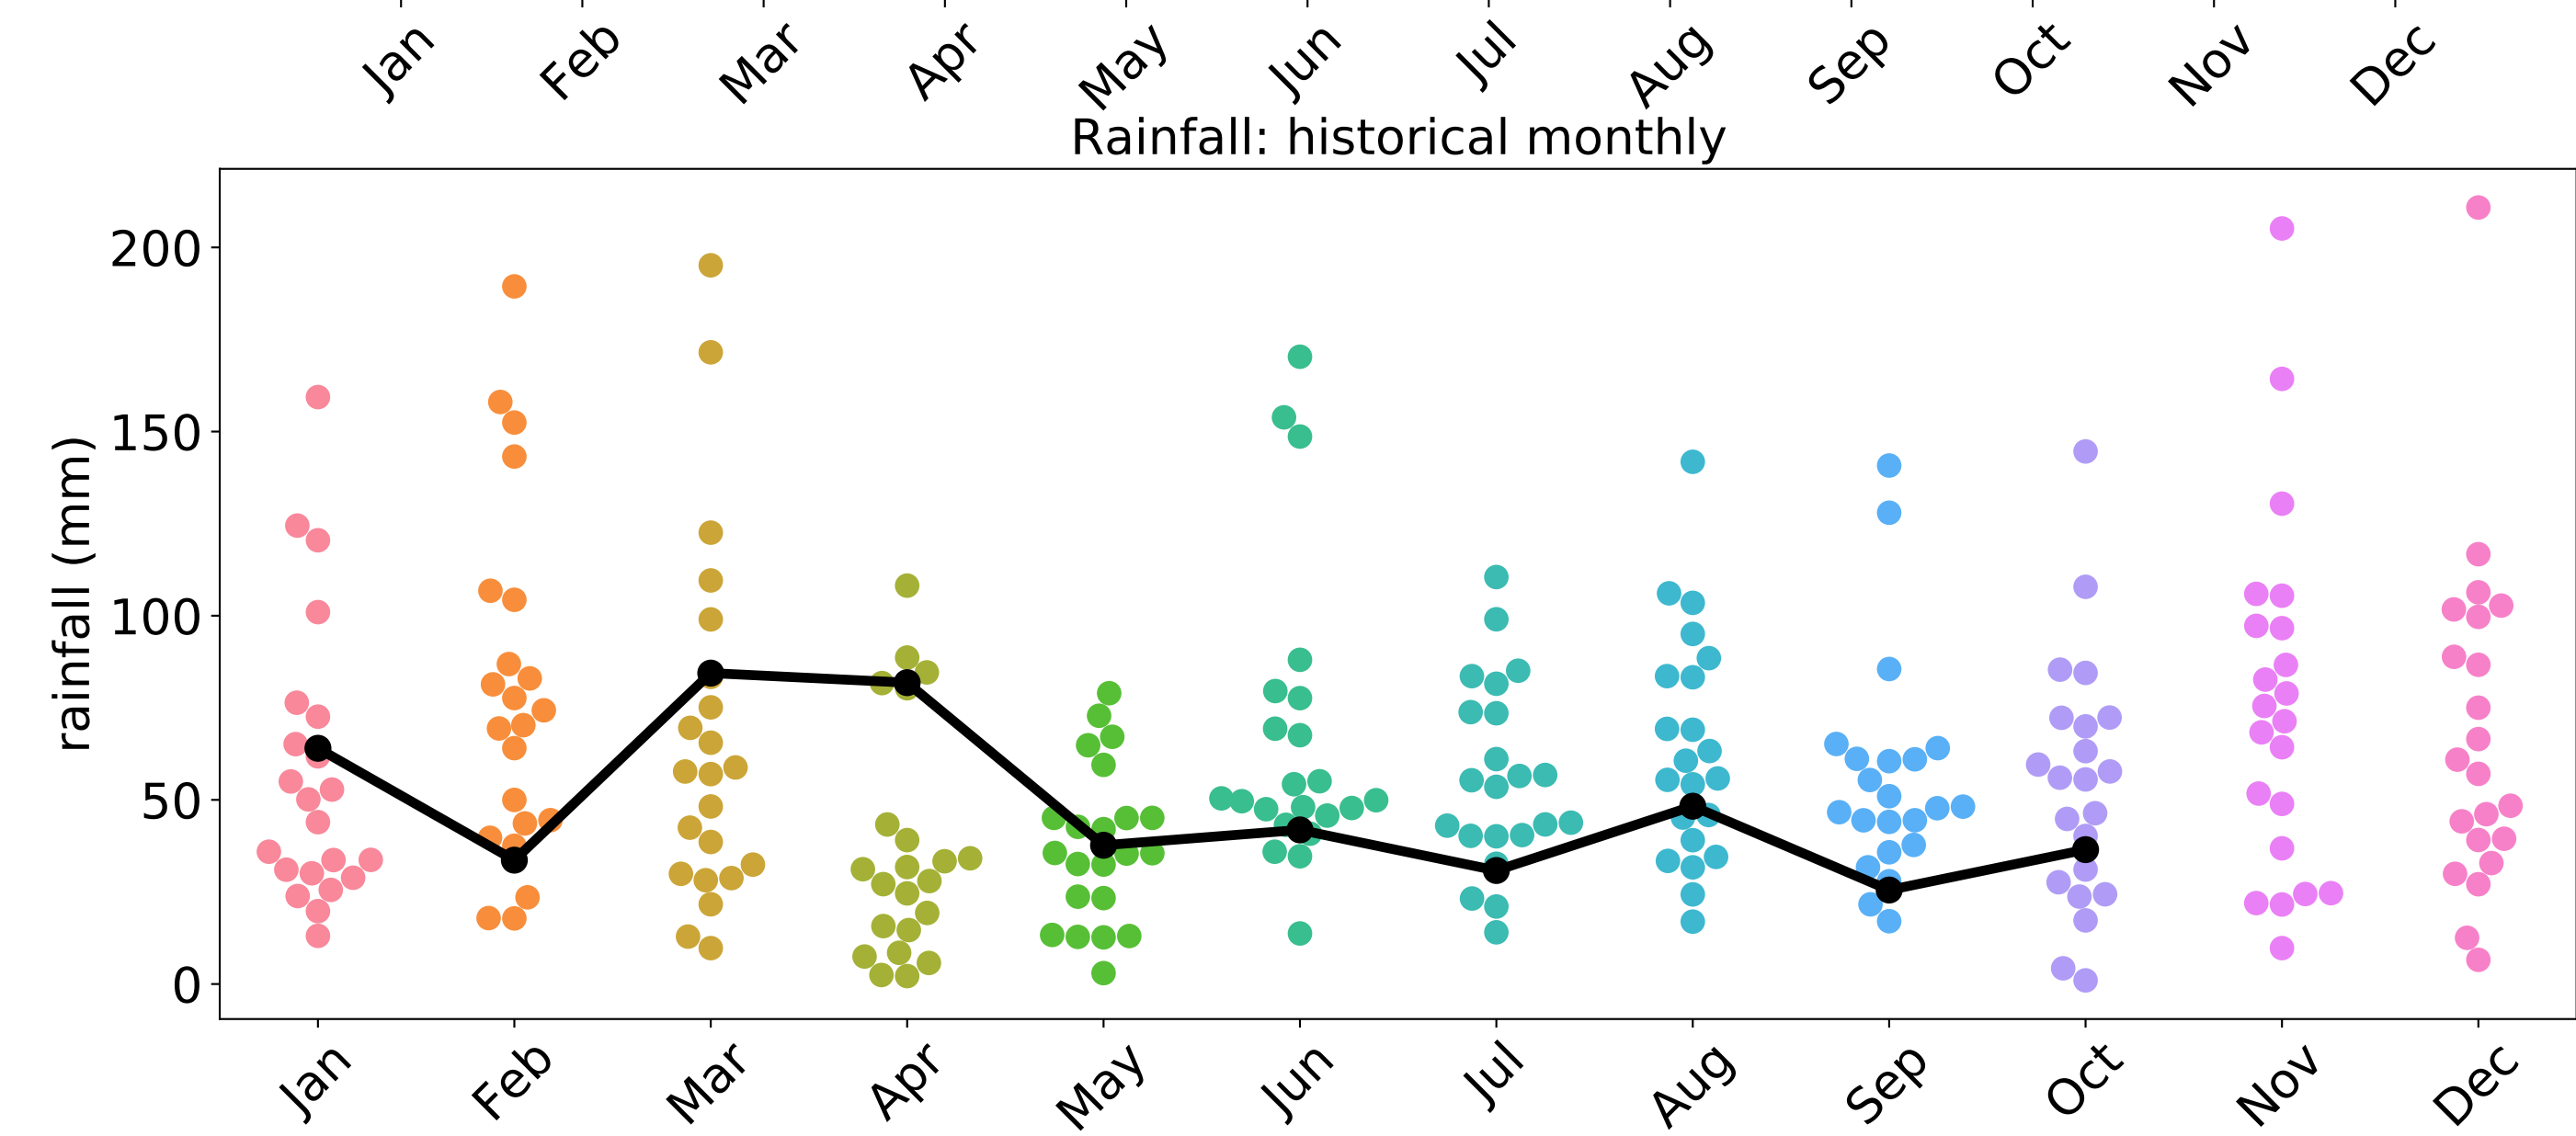 Jan Feb Mar Apr May Jun Jul Aug Sep Oct Nov Dec
Rainfall: historical monthly
rainfall (mm)
200
150
100
50
0
Jan Feb Mar Apr May Jun Jul Aug Sep Oct Nov Dec